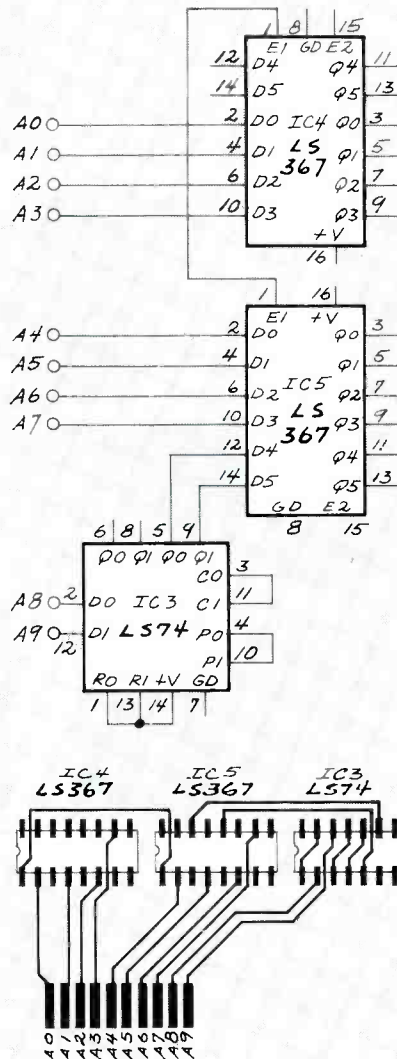 1 8 15
E1 GD E2
12 D4 Q4 11
14 D5 Q5 13
A0 2 D0 IC4 Q0 3
A1 4 D1 LS Q1 5
A2 6 D2 367 Q2 7
A3 10 D3 Q3 9
+V
16
1 16
E1 +V
A4 2 D0 Q0 3
A5 4 D1 Q1 5
A6 6 D2 IC5 Q2 7
A7 10 D3 LS Q3 9
12 D4 367 Q4 11
14 D5 Q5 13
GD E2
8 15
6 8 5 9
Q0 Q1 Q0 Q1
C0 3
A8 2 D0 IC3 C1 11
A9 12 D1 LS74 P0 4
P1 10
R0 R1 +V GD
1 13 14 7
IC4 IC5 IC3
LS367 LS367 LS74
A0 A1 A2 A3 A4 A5 A6 A7 A8 A9